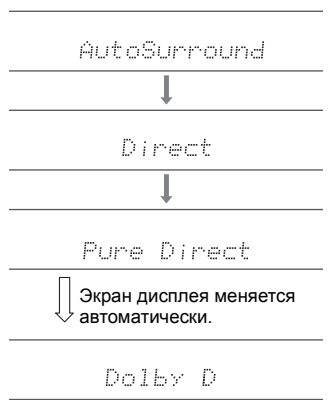 AutoSurround
Direct
Pure Direct
Экран дисплея меняется
автоматически.
Dolby D